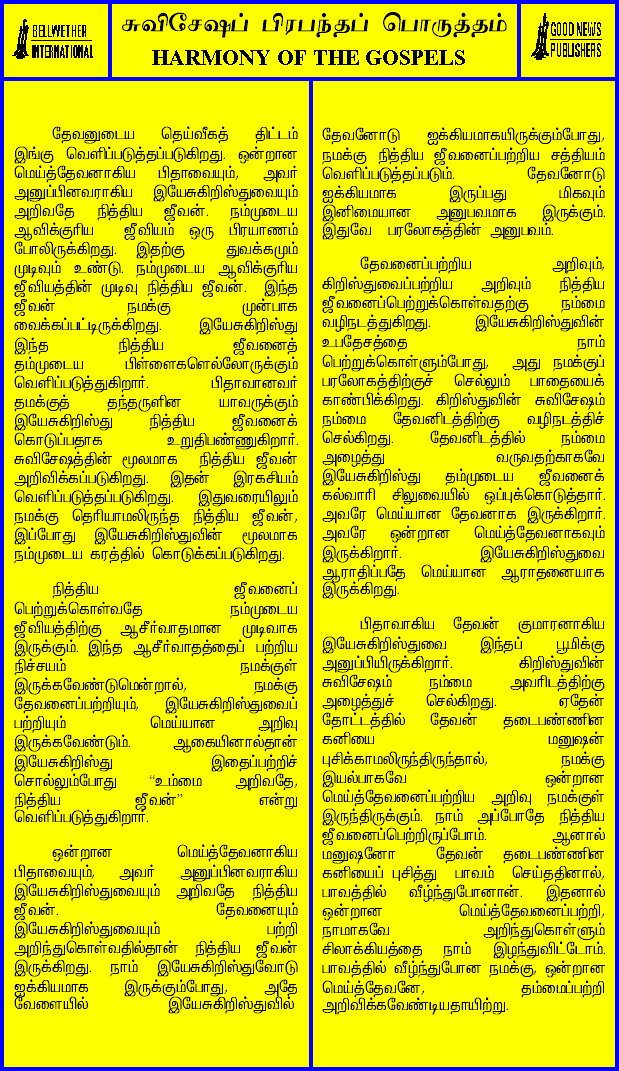 BELLWETHER
INTERNATIONAL
சுவிசேஷப் பிரபந்தப் பொருத்தம்
HARMONY OF THE GOSPELS
GOOD NEWS
PUBLISHERS
தேவனுடைய தெய்வீகத் திட்டம்
இங்கு வெளிப்படுத்தப்படுகிறது. ஒன்றான
மெய்த்தேவனாகிய பிதாவையும், அவர்
அனுப்பினவராகிய இயேசுகிறிஸ்துவையும்
அறிவதே நித்திய ஜீவன். நம்முடைய
ஆவிக்குரிய ஜீவியம் ஒரு பிரயாணம்
போலிருக்கிறது. இதற்கு துவக்கமும்
முடிவும் உண்டு. நம்முடைய ஆவிக்குரிய
ஜீவியத்தின் முடிவு நித்திய ஜீவன். இந்த
ஜீவன் நமக்கு முன்பாக
வைக்கப்பட்டிருக்கிறது. இயேசுகிறிஸ்து
இந்த நித்திய ஜீவனைத்
தம்முடைய பிள்ளைகளெல்லோருக்கும்
வெளிப்படுத்துகிறார். பிதாவானவர்
தமக்குத் தந்தருளின யாவருக்கும்
இயேசுகிறிஸ்து நித்திய ஜீவனைக்
கொடுப்பதாக உறுதிபண்ணுகிறார்.
சுவிசேஷத்தின் மூலமாக நித்திய ஜீவன்
அறிவிக்கப்படுகிறது. இதன் இரகசியம்
வெளிப்படுத்தப்படுகிறது. இதுவரையிலும்
நமக்கு தெரியாமலிருந்த நித்திய ஜீவன்,
இப்போது இயேசுகிறிஸ்துவின் மூலமாக
நம்முடைய கரத்தில் கொடுக்கப்படுகிறது.
நித்திய ஜீவனைப்
பெற்றுக்கொள்வதே நம்முடைய
ஜீவியத்திற்கு ஆசீர்வாதமான முடிவாக
இருக்கும். இந்த ஆசீர்வாதத்தைப் பற்றிய
நிச்சயம் நமக்குள்
இருக்கவேண்டுமென்றால், நமக்கு
தேவனைப்பற்றியும், இயேசுகிறிஸ்துவைப்
பற்றியும் மெய்யான அறிவு
இருக்கவேண்டும். ஆகையினால்தான்
இயேசுகிறிஸ்து இதைப்பற்றிச்
சொல்லும்போது “உம்மை அறிவதே,
நித்திய ஜீவன்” என்று
வெளிப்படுத்துகிறார்.
ஒன்றான மெய்த்தேவனாகிய
பிதாவையும், அவர் அனுப்பினவராகிய
இயேசுகிறிஸ்துவையும் அறிவதே நித்திய
ஜீவன். தேவனையும்
இயேசுகிறிஸ்துவையும் பற்றி
அறிந்துகொள்வதில்தான் நித்திய ஜீவன்
இருக்கிறது. நாம் இயேசுகிறிஸ்துவோடு
ஐக்கியமாக இருக்கும்போது, அதே
வேளையில் இயேசுகிறிஸ்துவில்
தேவனோடு ஐக்கியமாகயிருக்கும்போது,
நமக்கு நித்திய ஜீவனைப்பற்றிய சத்தியம்
வெளிப்படுத்தப்படும். தேவனோடு
ஐக்கியமாக இருப்பது மிகவும்
இனிமையான அனுபவமாக இருக்கும்.
இதுவே பரலோகத்தின் அனுபவம்.
தேவனைப்பற்றிய அறிவும்,
கிறிஸ்துவைப்பற்றிய அறிவும் நித்திய
ஜீவனைப்பெற்றுக்கொள்வதற்கு நம்மை
வழிநடத்துகிறது. இயேசுகிறிஸ்துவின்
உபதேசத்தை நாம்
பெற்றுக்கொள்ளும்போது, அது நமக்குப்
பரலோகத்திற்குச் செல்லும் பாதையைக்
காண்பிக்கிறது. கிறிஸ்துவின் சுவிசேஷம்
நம்மை தேவனிடத்திற்கு வழிநடத்திச்
செல்கிறது. தேவனிடத்தில் நம்மை
அழைத்து வருவதற்காகவே
இயேசுகிறிஸ்து தம்முடைய ஜீவனைக்
கல்வாரி சிலுவையில் ஒப்புக்கொடுத்தார்.
அவரே மெய்யான தேவனாக இருக்கிறார்.
அவரே ஒன்றான மெய்த்தேவனாகவும்
இருக்கிறார். இயேசுகிறிஸ்துவை
ஆராதிப்பதே மெய்யான ஆராதனையாக
இருக்கிறது.
பிதாவாகிய தேவன் குமாரனாகிய
இயேசுகிறிஸ்துவை இந்தப் பூமிக்கு
அனுப்பியிருக்கிறார். கிறிஸ்துவின்
சுவிசேஷம் நம்மை அவரிடத்திற்கு
அழைத்துச் செல்கிறது. ஏதேன்
தோட்டத்தில் தேவன் தடைபண்ணின
கனியை மனுஷன்
புசிக்காமலிருந்திருந்தால், நமக்கு
இயல்பாகவே ஒன்றான
மெய்த்தேவனைப்பற்றிய அறிவு நமக்குள்
இருந்திருக்கும். நாம் அப்போதே நித்திய
ஜீவனைப்பெற்றிருப்போம். ஆனால்
மனுஷனோ தேவன் தடைபண்ணின
கனியைப் புசித்து பாவம் செய்ததினால்,
பாவத்தில் வீழ்ந்துபோனான். இதனால்
ஒன்றான மெய்த்தேவனைப்பற்றி,
நாமாகவே அறிந்துகொள்ளும்
சிலாக்கியத்தை நாம் இழந்துவிட்டோம்.
பாவத்தில் வீழ்ந்துபோன நமக்கு, ஒன்றான
மெய்த்தேவனே, தம்மைப்பற்றி
அறிவிக்கவேண்டியதாயிற்று.